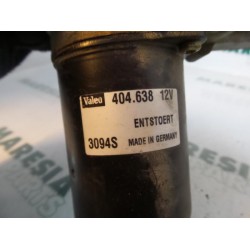 Valeo 404.638 12V
ENTSTOERT
3094S MADE IN GERMANY